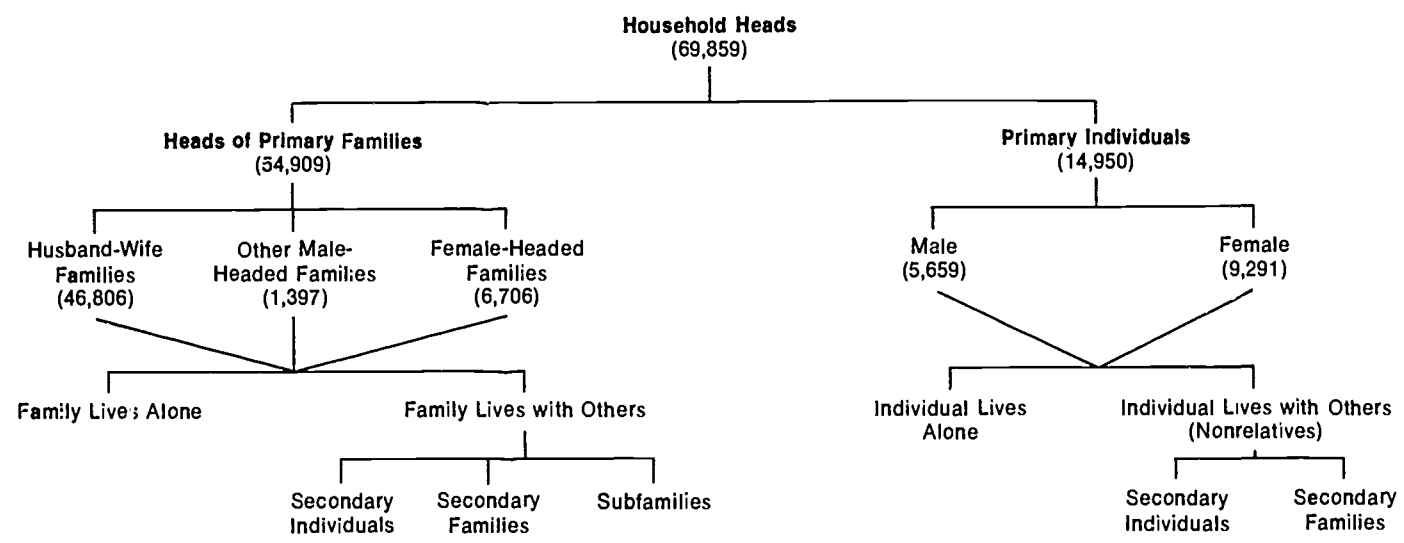 Household Heads
(69,859)
Heads of Primary Families
(54,909)
Primary Individuals
(14,950)
Husband-Wife
Families
(46,806)
Other Male-
Headed Families
(1,397)
Female-Headed
Families
(6,706)
Male
(5,659)
Female
(9,291)
Family Lives Alone
Family Lives with Others
Individual Lives
Alone
Individual Lives with Others
(Nonrelatives)
Secondary
Individuals
Secondary
Families
Subfamilies
Secondary
Individuals
Secondary
Families